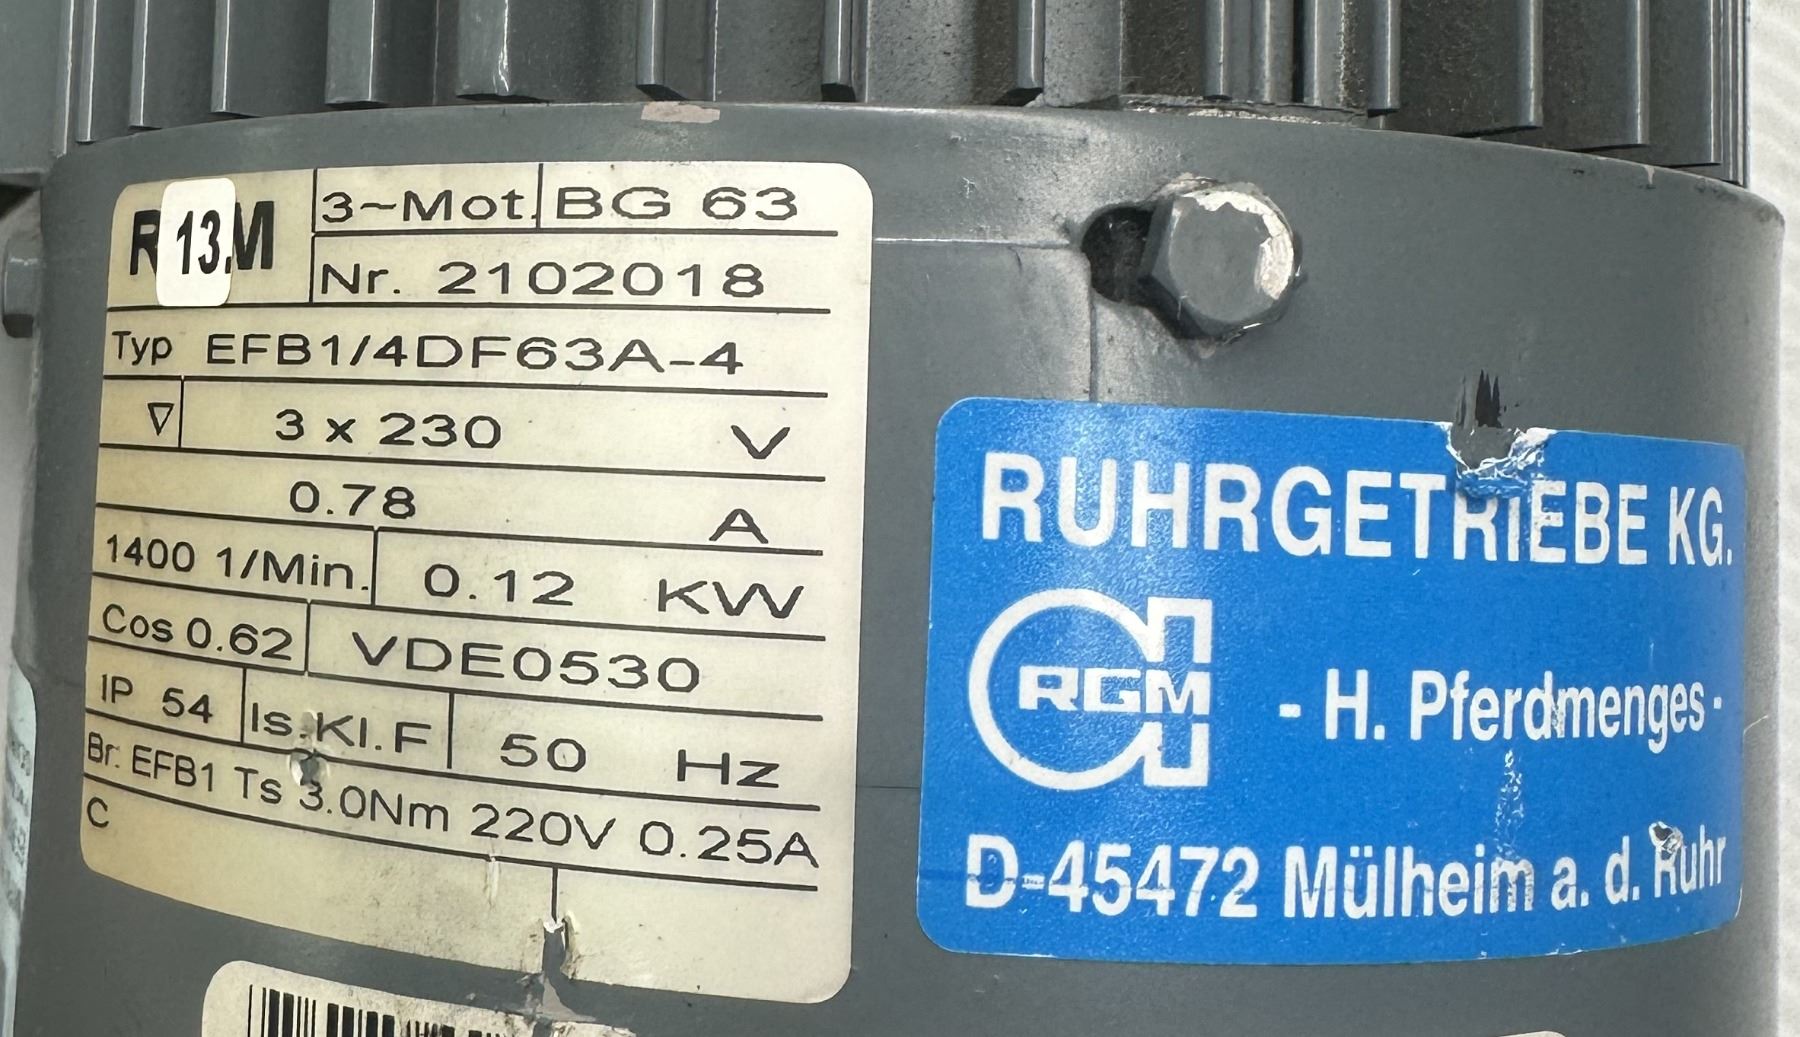 R 13. M
3~Mot. BG 63
Nr. 2102018
Typ EFB1/4DF63A-4
3 x 230 V
0.78 A
1400 1/Min. 0.12 KW
Cos 0.62 VDE0530
IP 54 Is.Kl.F 50 Hz
Br. EFB1 Ts 3.0Nm 220V 0.25A
C
RUHRGETRIEBE KG.
RGM
- H. Pferdmenges -
D-45472 Mülheim a. d. Ruhr